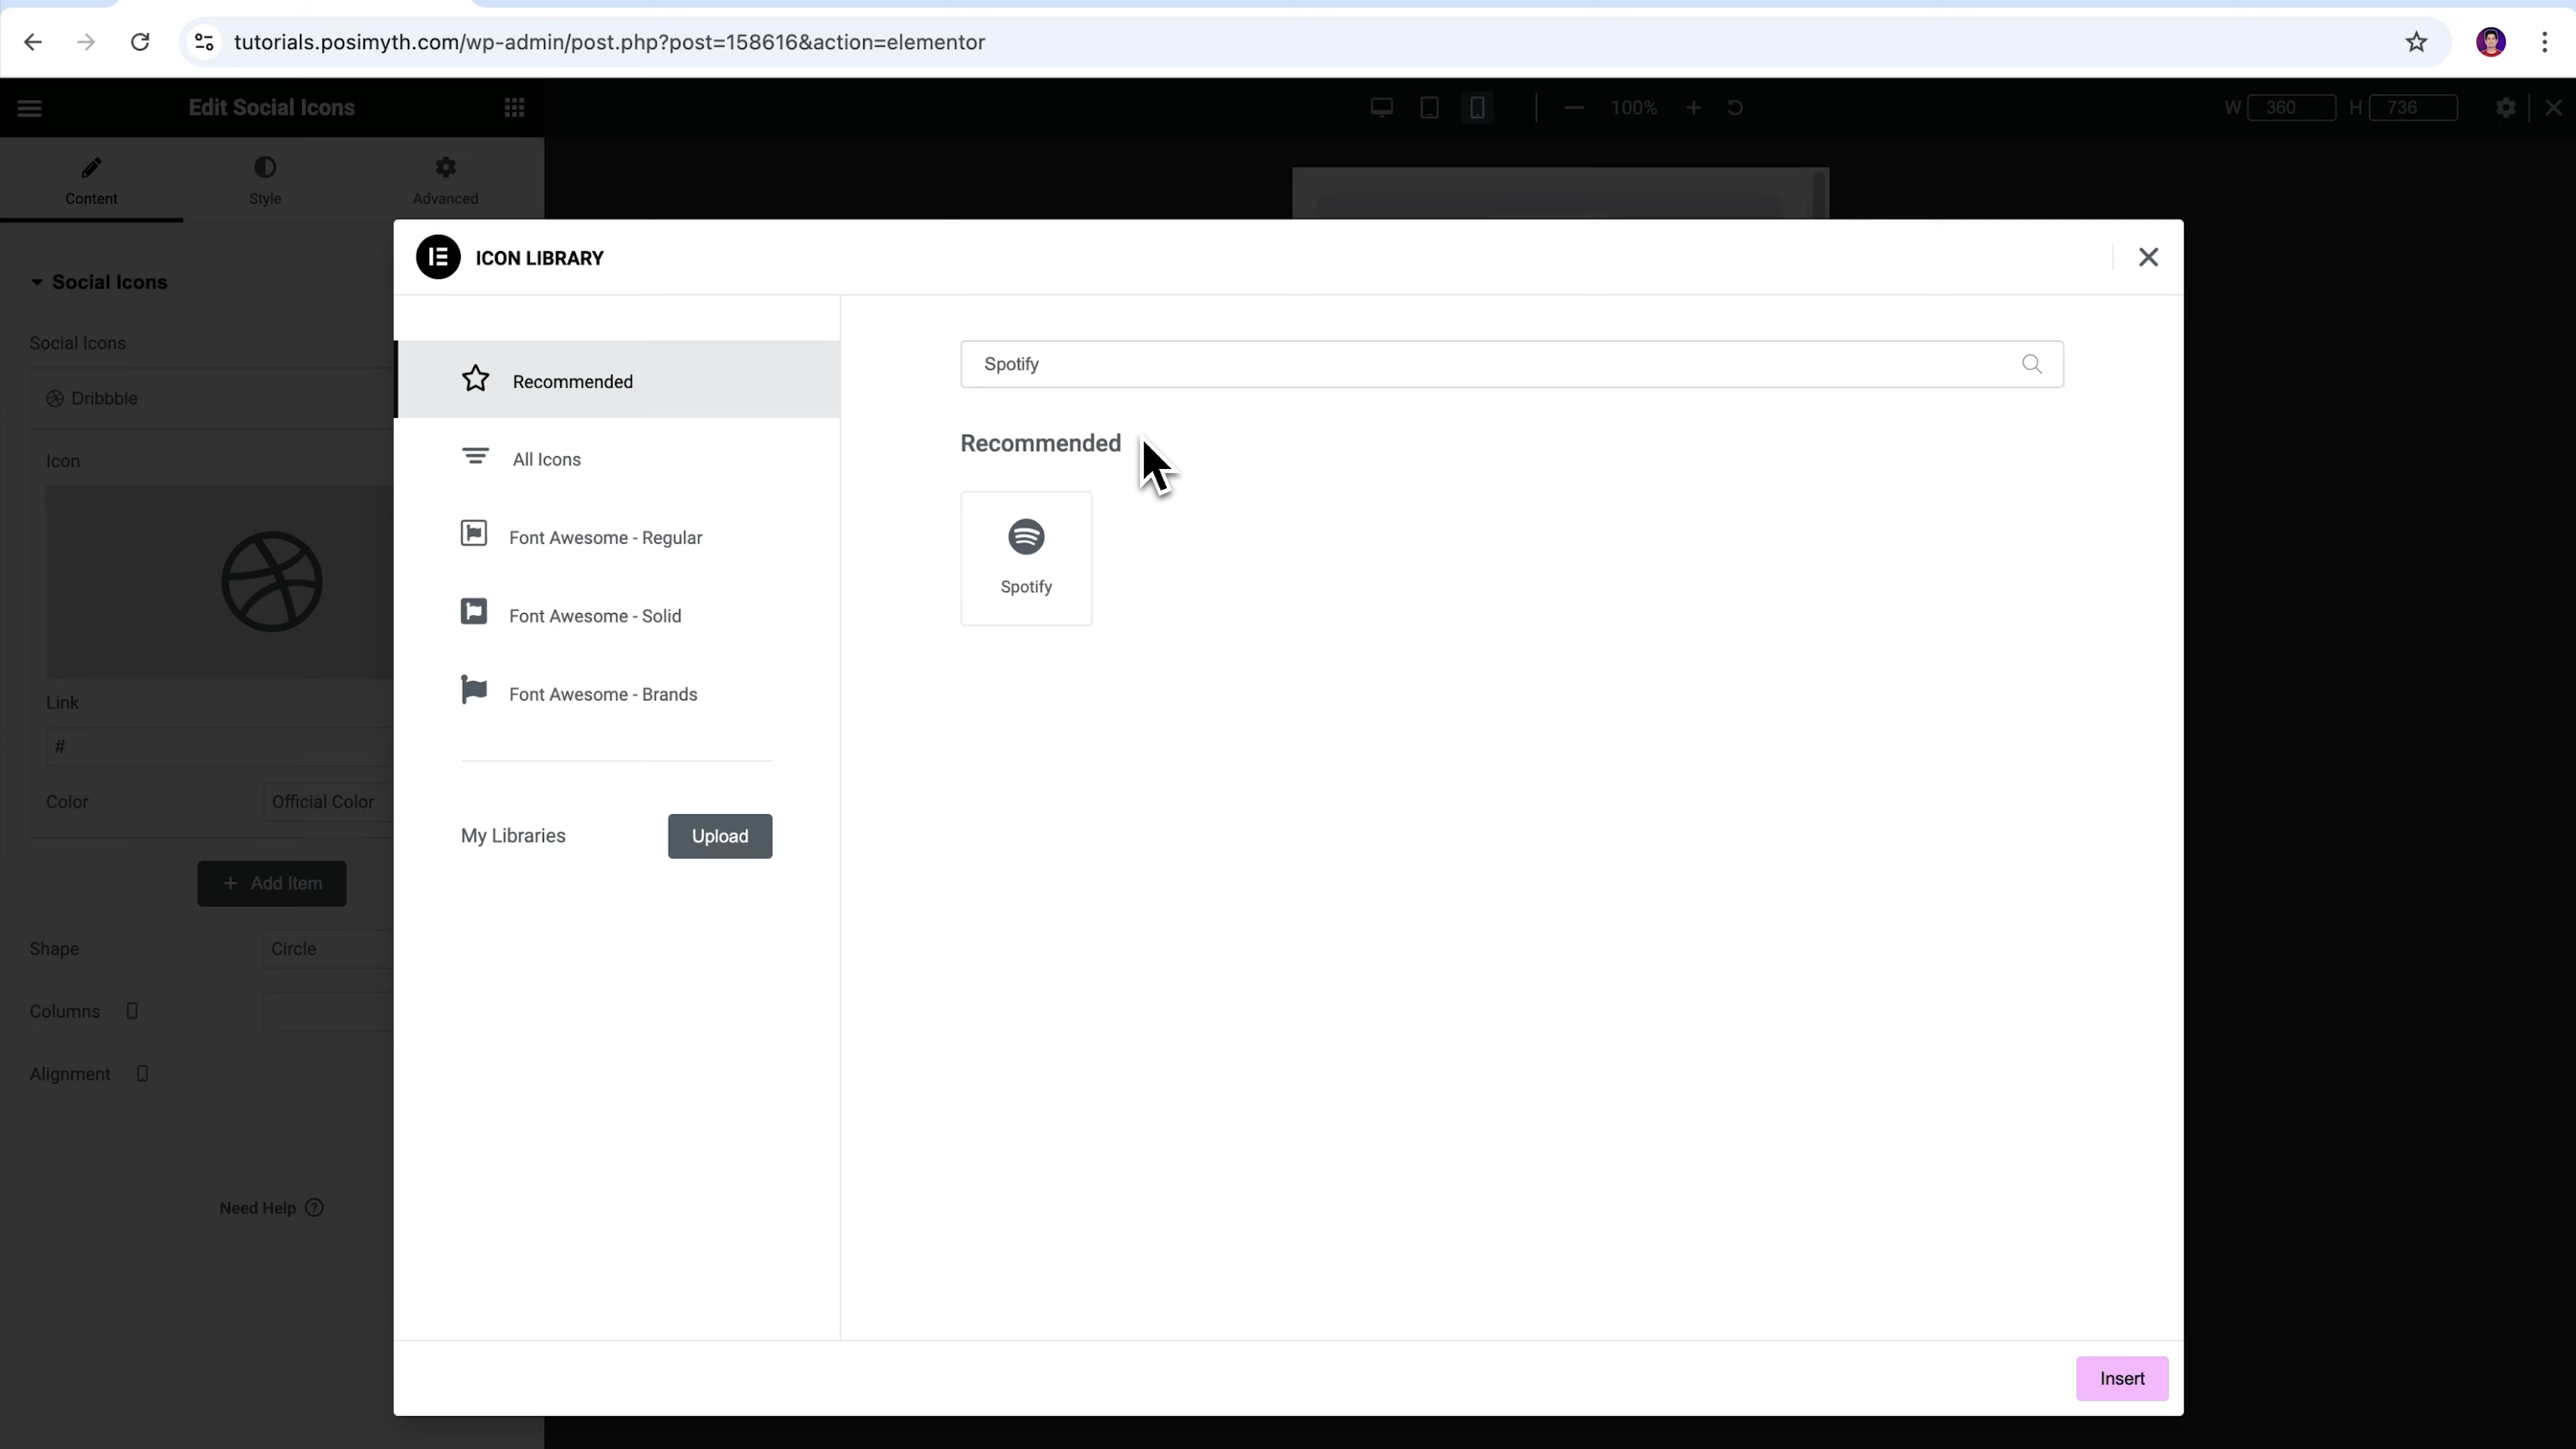 tutorials.posimyth.com/wp-admin/post.php?post=158616&action=elementor
Edit Social Icons
100%
W 360 H 736
Content
Style
Advanced
ICON LIBRARY
Social Icons
Social Icons
Dribbble
Icon
Link
#
Color
Official Color
+ Add Item
Shape
Circle
Columns
Alignment
Need Help
Recommended
All Icons
Font Awesome - Regular
Font Awesome - Solid
Font Awesome - Brands
My Libraries
Upload
Spotify
Recommended
Spotify
Insert